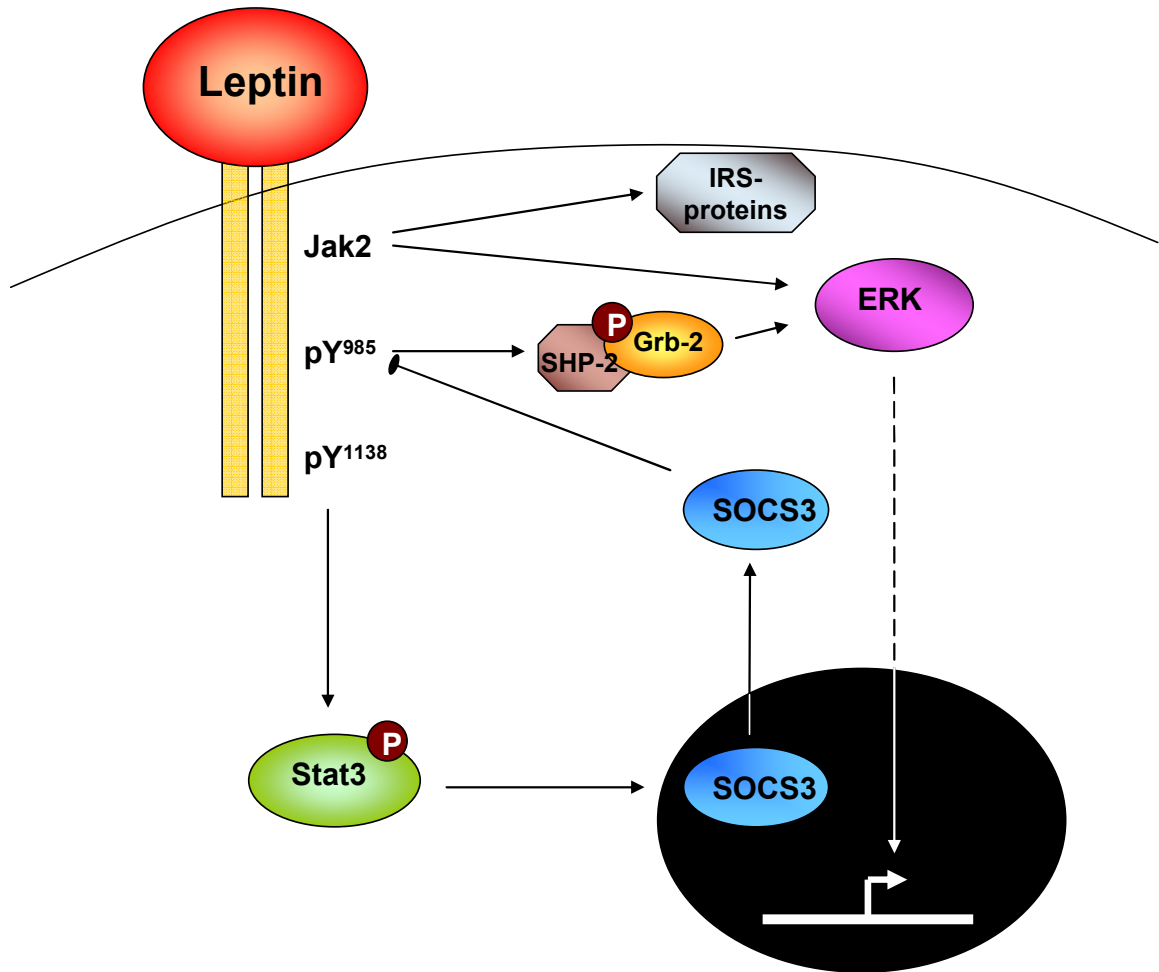 Leptin
IRS-
proteins
Jak2
ERK
P
Grb-2
pY⁹⁸⁵
SHP-2
pY¹¹³⁸
SOCS3
P
Stat3
SOCS3